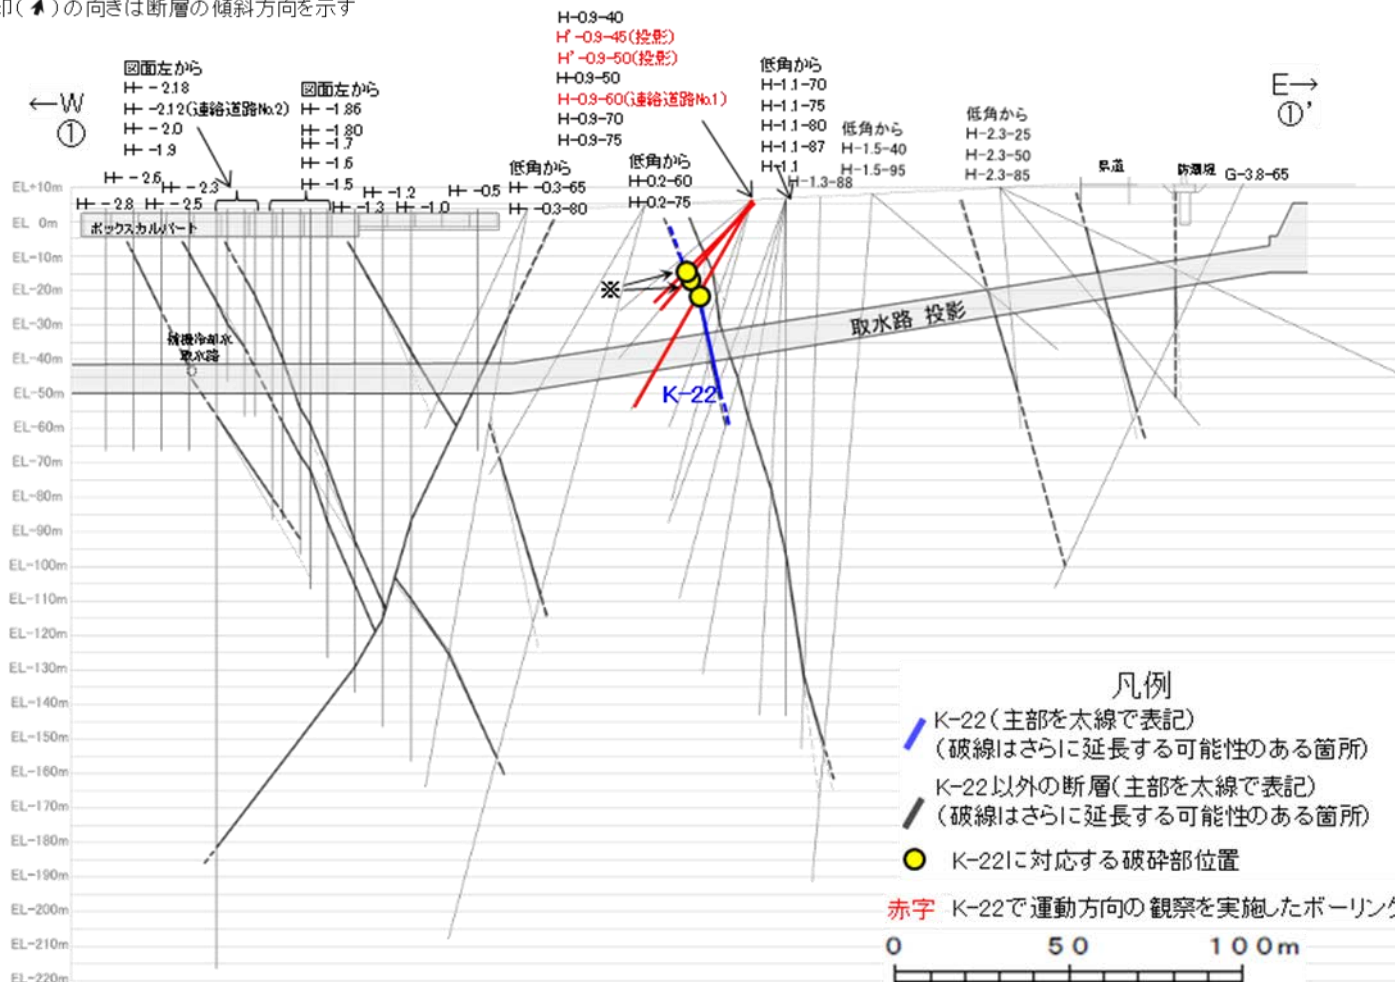 印( )の向きは断層の傾斜方向を示す
←W
①
図面左から
H- -2.18
H- -2.12(連絡道路No.2)
H- -2.0
H- -1.9
図面左から
H- -1.86
H- -1.80
H- -1.7
H- -1.6
H- -1.5
H-0.9-40
H'-0.9-45(投影)
H'-0.9-50(投影)
H-0.9-50
H-0.9-60(連絡道路No.1)
H-0.9-70
H-0.9-75
低角から
H-1.1-70
H-1.1-75
H-1.1-80
H-1.1-87
H-1.1
H-1.3-88
低角から
H-1.5-40
H-1.5-95
低角から
H-2.3-25
H-2.3-50
H-2.3-85
E→
①'
県道
防潮堤
G-3.8-65
H- -2.6
H- -2.3
H- -2.8
H- -2.5
H- -1.2
H- -0.5
H- -1.3
H- -1.0
低角から
H- -0.3-65
H- -0.3-80
低角から
H-0.2-60
H-0.2-75
ボックスカルバート
補機冷却水
取水路
※
取水路 投影
K-22
EL+10m
EL 0m
EL-10m
EL-20m
EL-30m
EL-40m
EL-50m
EL-60m
EL-70m
EL-80m
EL-90m
EL-100m
EL-110m
EL-120m
EL-130m
EL-140m
EL-150m
EL-160m
EL-170m
EL-180m
EL-190m
EL-200m
EL-210m
EL-220m
凡例
K-22(主部を太線で表記)
(破線はさらに延長する可能性のある箇所)
K-22以外の断層(主部を太線で表記)
(破線はさらに延長する可能性のある箇所)
K-22に対応する破砕部位置
赤字 K-22で運動方向の観察を実施したボーリング
0 50 100m